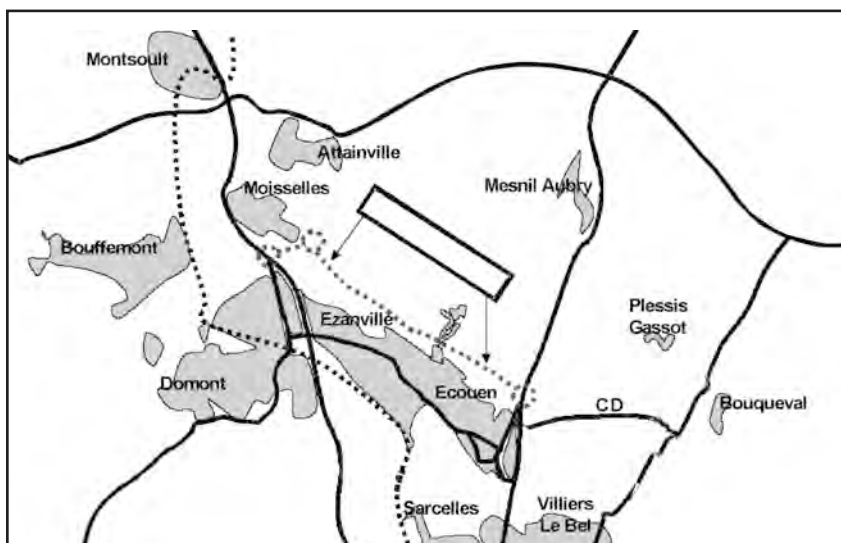 Montsoult
Attainville
Moisselles
Mesnil Aubry
Bouffemont
Plessis
Gassot
Ezanville
Domont
Ecouen
CD
Bouqueval
Sarcelles
Villiers
Le Bel